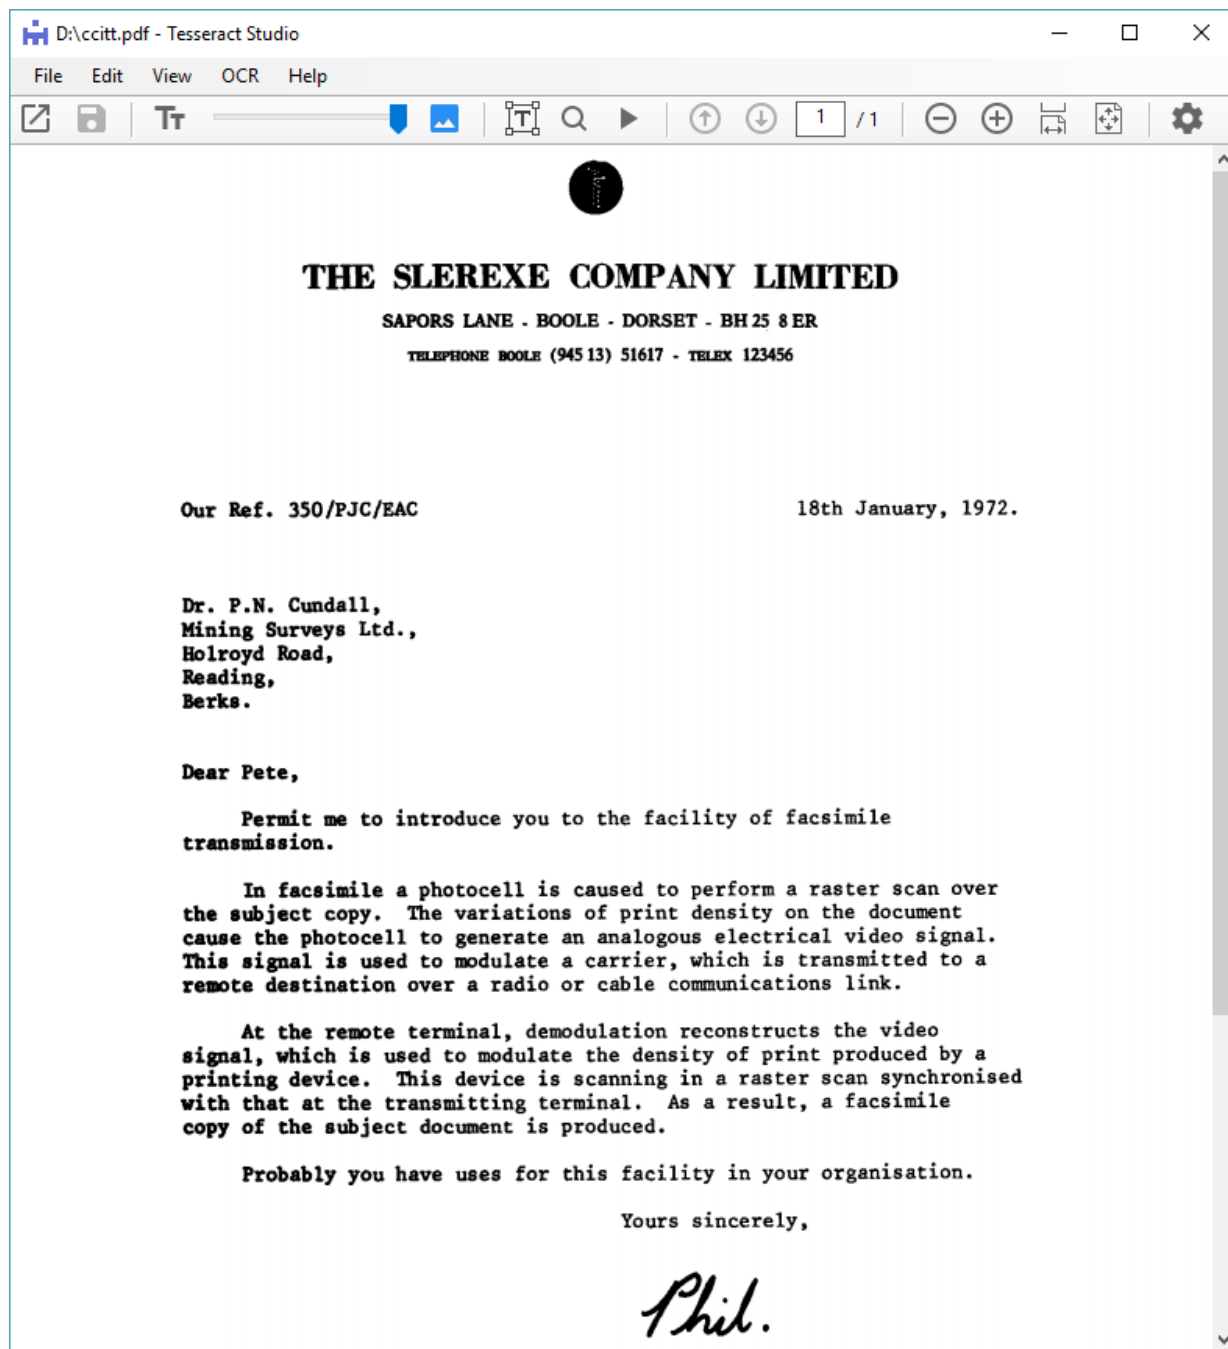 D:\ccitt.pdf - Tesseract Studio
File Edit View OCR Help
1 / 1
THE SLEREXE COMPANY LIMITED
SAPORS LANE - BOOLE - DORSET - BH 25 8 ER
TELEPHONE BOOLE (945 13) 51617 - TELEX 123456
Our Ref. 350/PJC/EAC 18th January, 1972.
Dr. P.N. Cundall,
Mining Surveys Ltd.,
Holroyd Road,
Reading,
Berks.
Dear Pete,
Permit me to introduce you to the facility of facsimile
transmission.
In facsimile a photocell is caused to perform a raster scan over
the subject copy. The variations of print density on the document
cause the photocell to generate an analogous electrical video signal.
This signal is used to modulate a carrier, which is transmitted to a
remote destination over a radio or cable communications link.
At the remote terminal, demodulation reconstructs the video
signal, which is used to modulate the density of print produced by a
printing device. This device is scanning in a raster scan synchronised
with that at the transmitting terminal. As a result, a facsimile
copy of the subject document is produced.
Probably you have uses for this facility in your organisation.
Yours sincerely,
Phil.